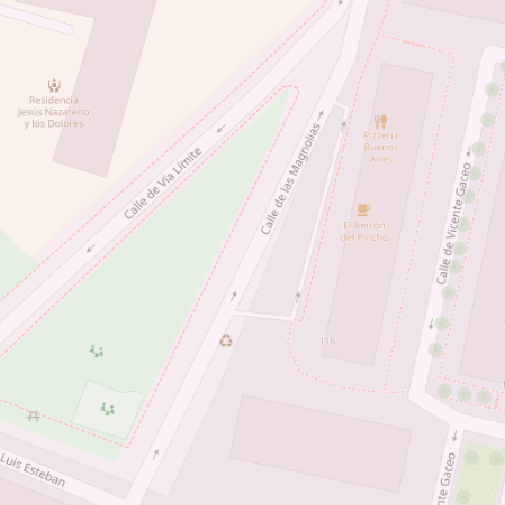 Residencia
Jesús Nazareno
y los Dolores
Calle de Vía Límite
Calle de las Magnolias
Pizzería
Buenos
Aires
El Rincón
del Pincho
Calle de Vicente Gaceo
116
Luis Esteban
nte Gaceo